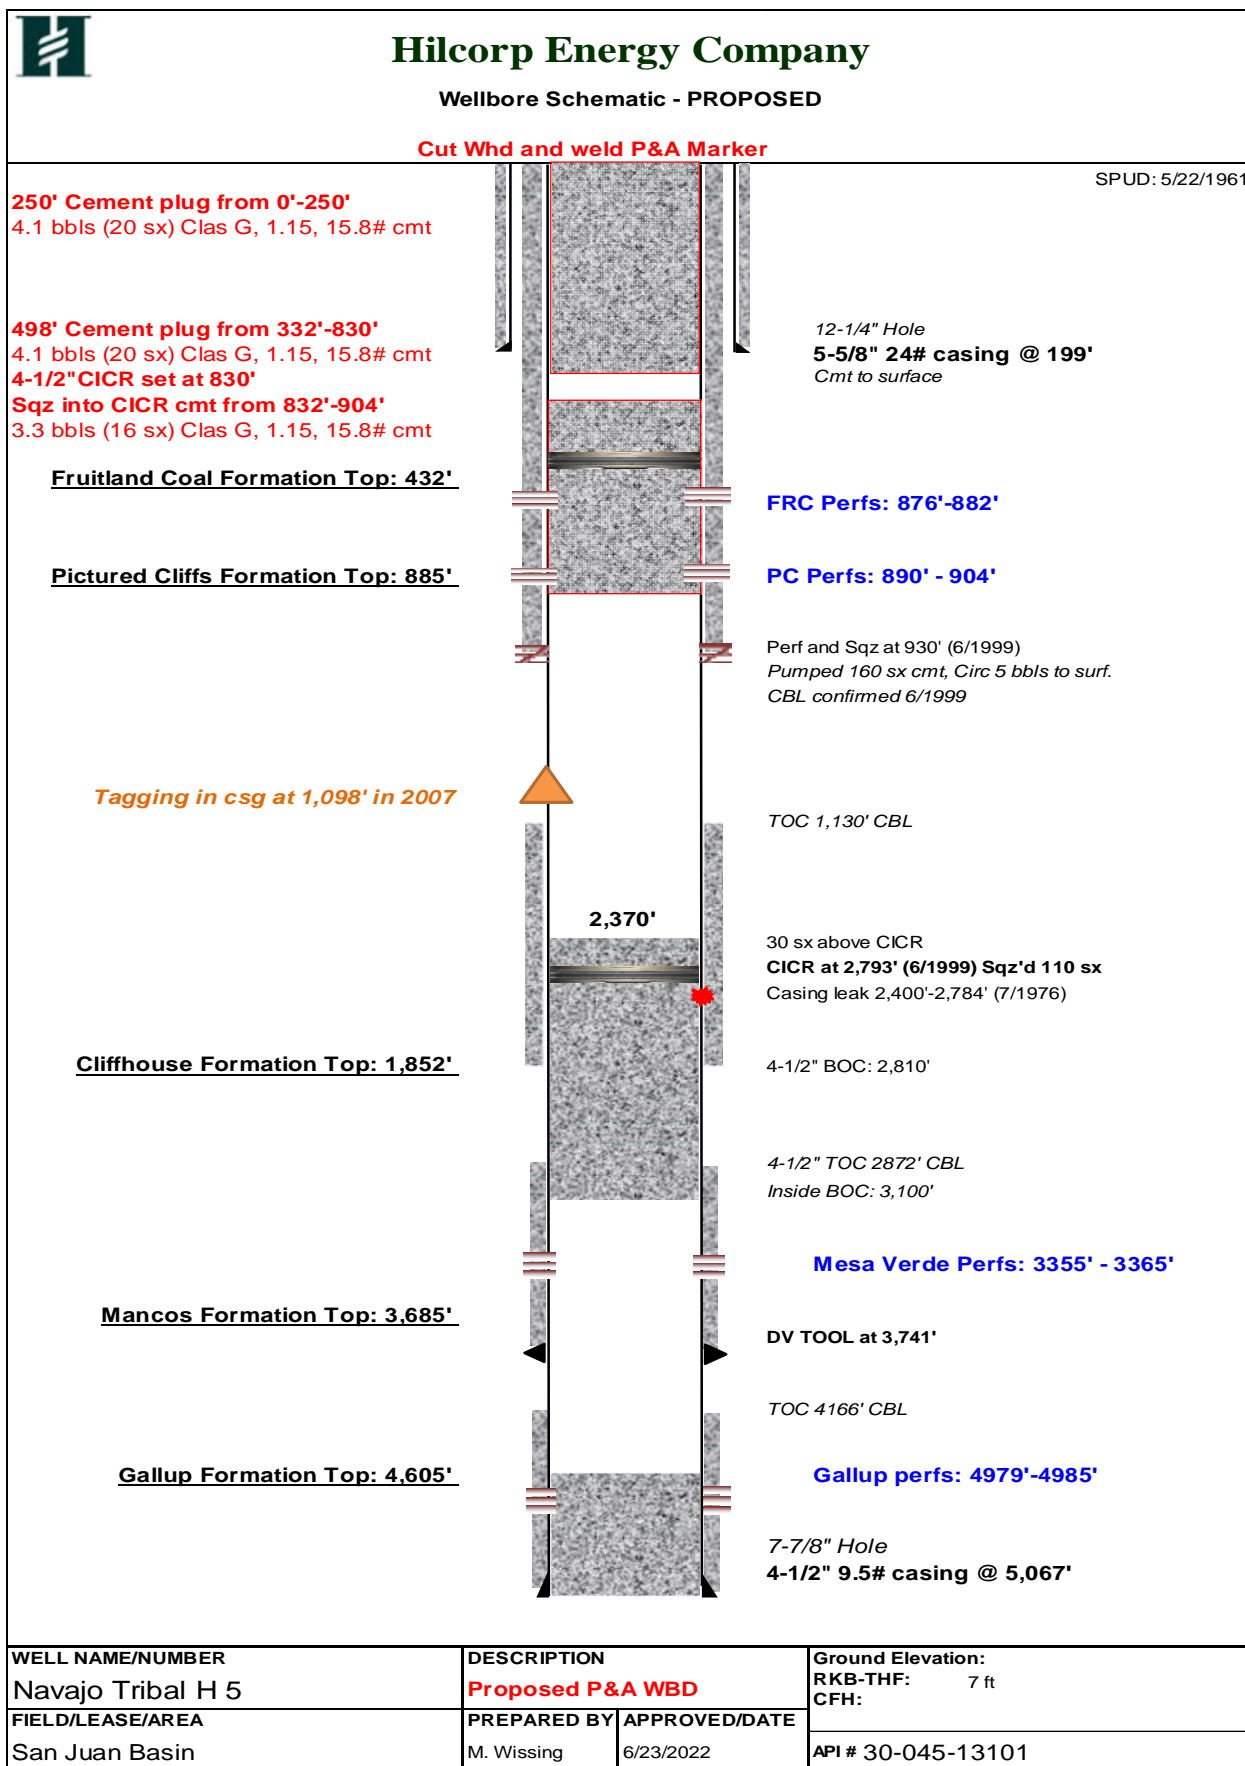 Hilcorp Energy Company
Wellbore Schematic - PROPOSED
Cut Whd and weld P&A Marker
SPUD: 5/22/1961
250' Cement plug from 0'-250'
4.1 bbls (20 sx) Clas G, 1.15, 15.8# cmt
498' Cement plug from 332'-830'
4.1 bbls (20 sx) Clas G, 1.15, 15.8# cmt
4-1/2"CICR set at 830'
Sqz into CICR cmt from 832'-904'
3.3 bbls (16 sx) Clas G, 1.15, 15.8# cmt
12-1/4" Hole
5-5/8" 24# casing @ 199'
Cmt to surface
Fruitland Coal Formation Top: 432'
FRC Perfs: 876'-882'
Pictured Cliffs Formation Top: 885'
PC Perfs: 890' - 904'
Perf and Sqz at 930' (6/1999)
Pumped 160 sx cmt, Circ 5 bbls to surf.
CBL confirmed 6/1999
Tagging in csg at 1,098' in 2007
TOC 1,130' CBL
2,370'
30 sx above CICR
CICR at 2,793' (6/1999) Sqz'd 110 sx
Casing leak 2,400'-2,784' (7/1976)
Cliffhouse Formation Top: 1,852'
4-1/2" BOC: 2,810'
4-1/2" TOC 2872' CBL
Inside BOC: 3,100'
Mesa Verde Perfs: 3355' - 3365'
Mancos Formation Top: 3,685'
DV TOOL at 3,741'
TOC 4166' CBL
Gallup Formation Top: 4,605'
Gallup perfs: 4979'-4985'
7-7/8" Hole
4-1/2" 9.5# casing @ 5,067'
WELL NAME/NUMBER
Navajo Tribal H 5
DESCRIPTION
Proposed P&A WBD
Ground Elevation:
RKB-THF: 7 ft
CFH:
FIELD/LEASE/AREA
San Juan Basin
PREPARED BY
M. Wissing
APPROVED/DATE
6/23/2022
API # 30-045-13101